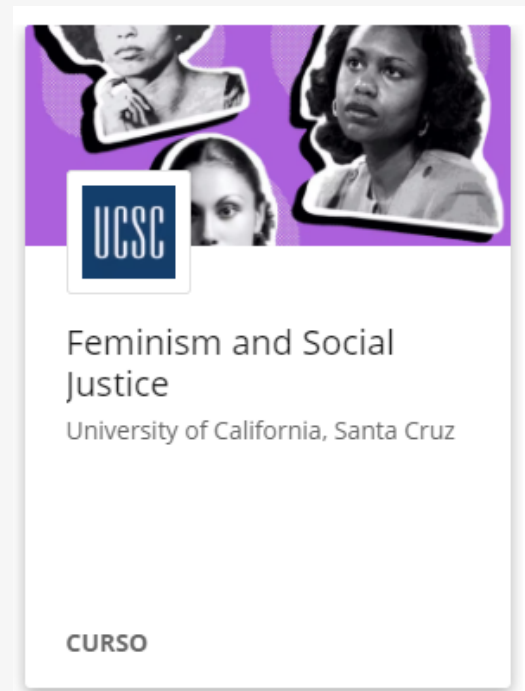 UCSC
Feminism and Social
Justice
University of California, Santa Cruz
CURSO